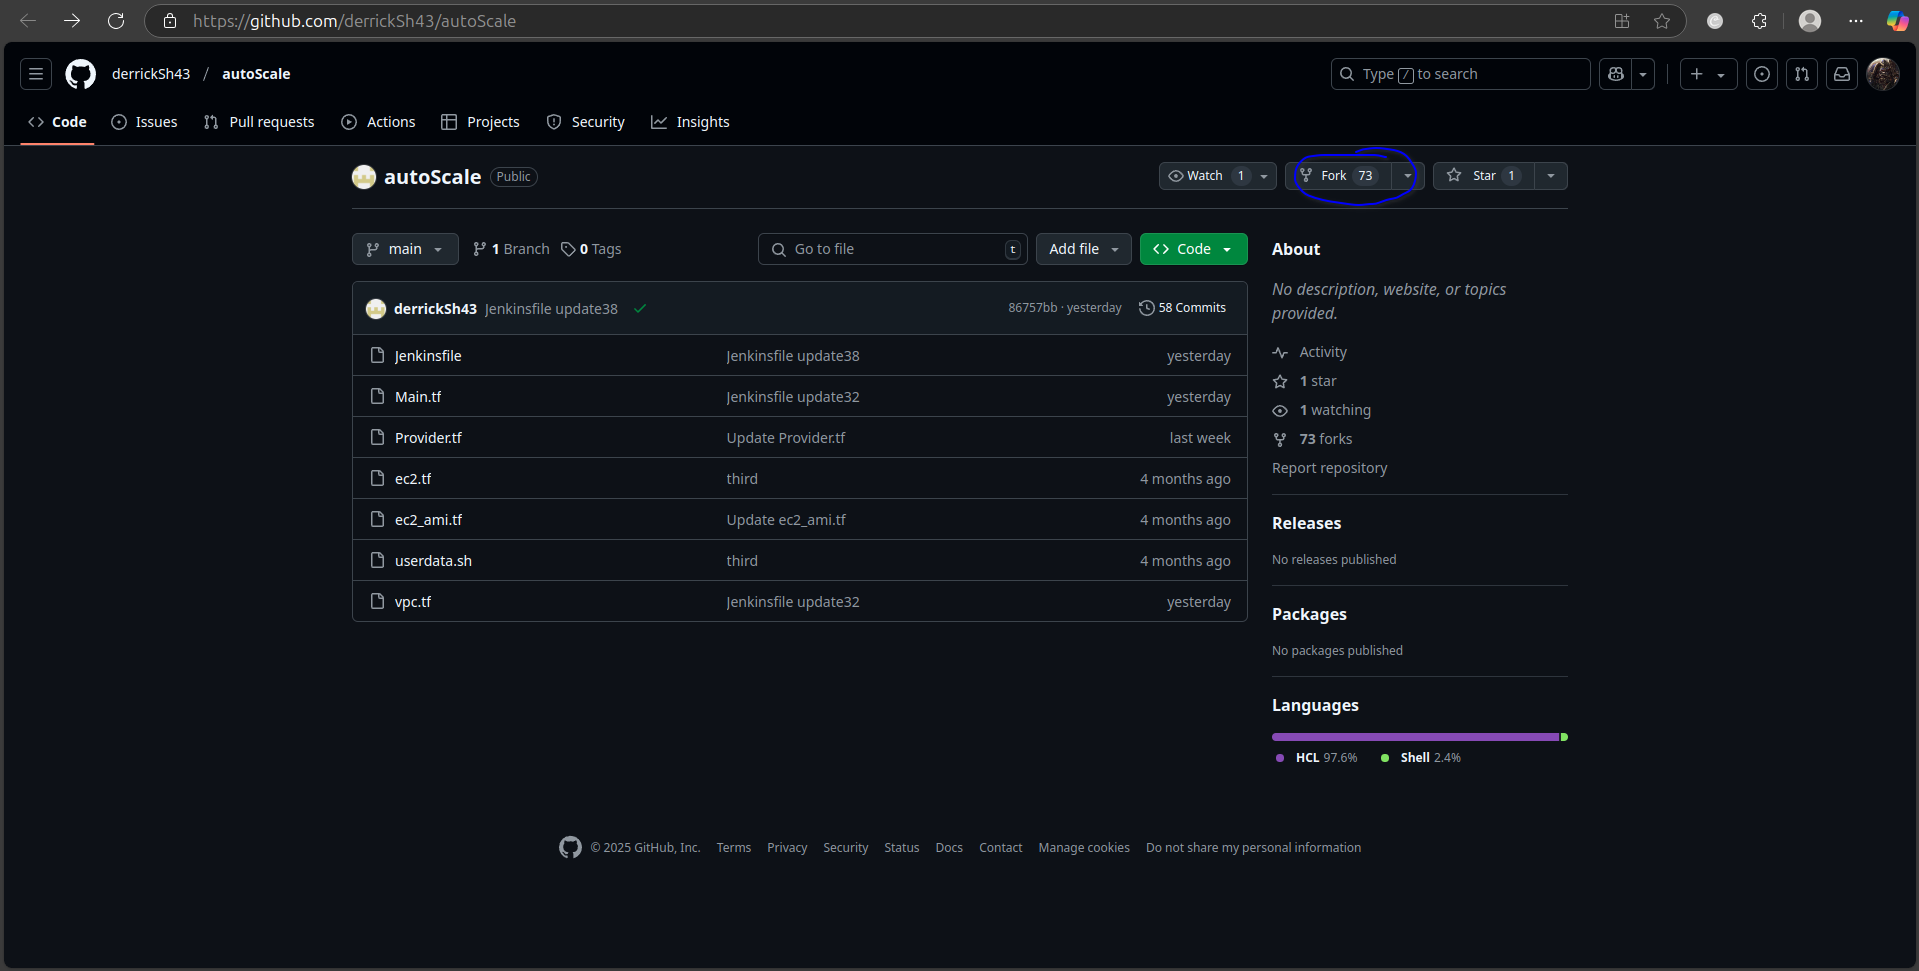 https://github.com/derrickSh43/autoScale
derrickSh43 / autoScale
Type / to search
Code Issues Pull requests Actions Projects Security Insights
autoScale Public
Watch 1 Fork 73 Star 1
main 1 Branch 0 Tags Go to file t Add file Code
derrickSh43 Jenkinsfile update38 86757bb · yesterday 58 Commits
Jenkinsfile Jenkinsfile update38 yesterday
Main.tf Jenkinsfile update32 yesterday
Provider.tf Update Provider.tf last week
ec2.tf third 4 months ago
ec2_ami.tf Update ec2_ami.tf 4 months ago
userdata.sh third 4 months ago
vpc.tf Jenkinsfile update32 yesterday
About
No description, website, or topics
provided.
Activity
1 star
1 watching
73 forks
Report repository
Releases
No releases published
Packages
No packages published
Languages
HCL 97.6% Shell 2.4%
© 2025 GitHub, Inc. Terms Privacy Security Status Docs Contact Manage cookies Do not share my personal information